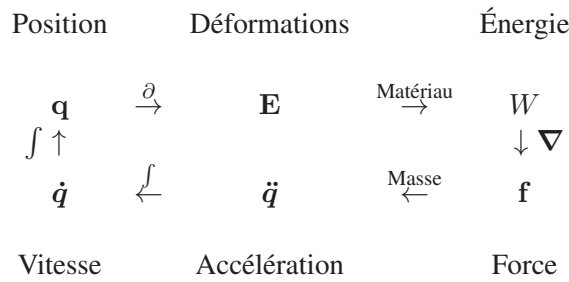 Position Déformations Énergie
∂ Matériau
q → E → W
∫ ↑ ↓ ∇
∫ Masse
q̇ ← q̈ ← f
Vitesse Accélération Force